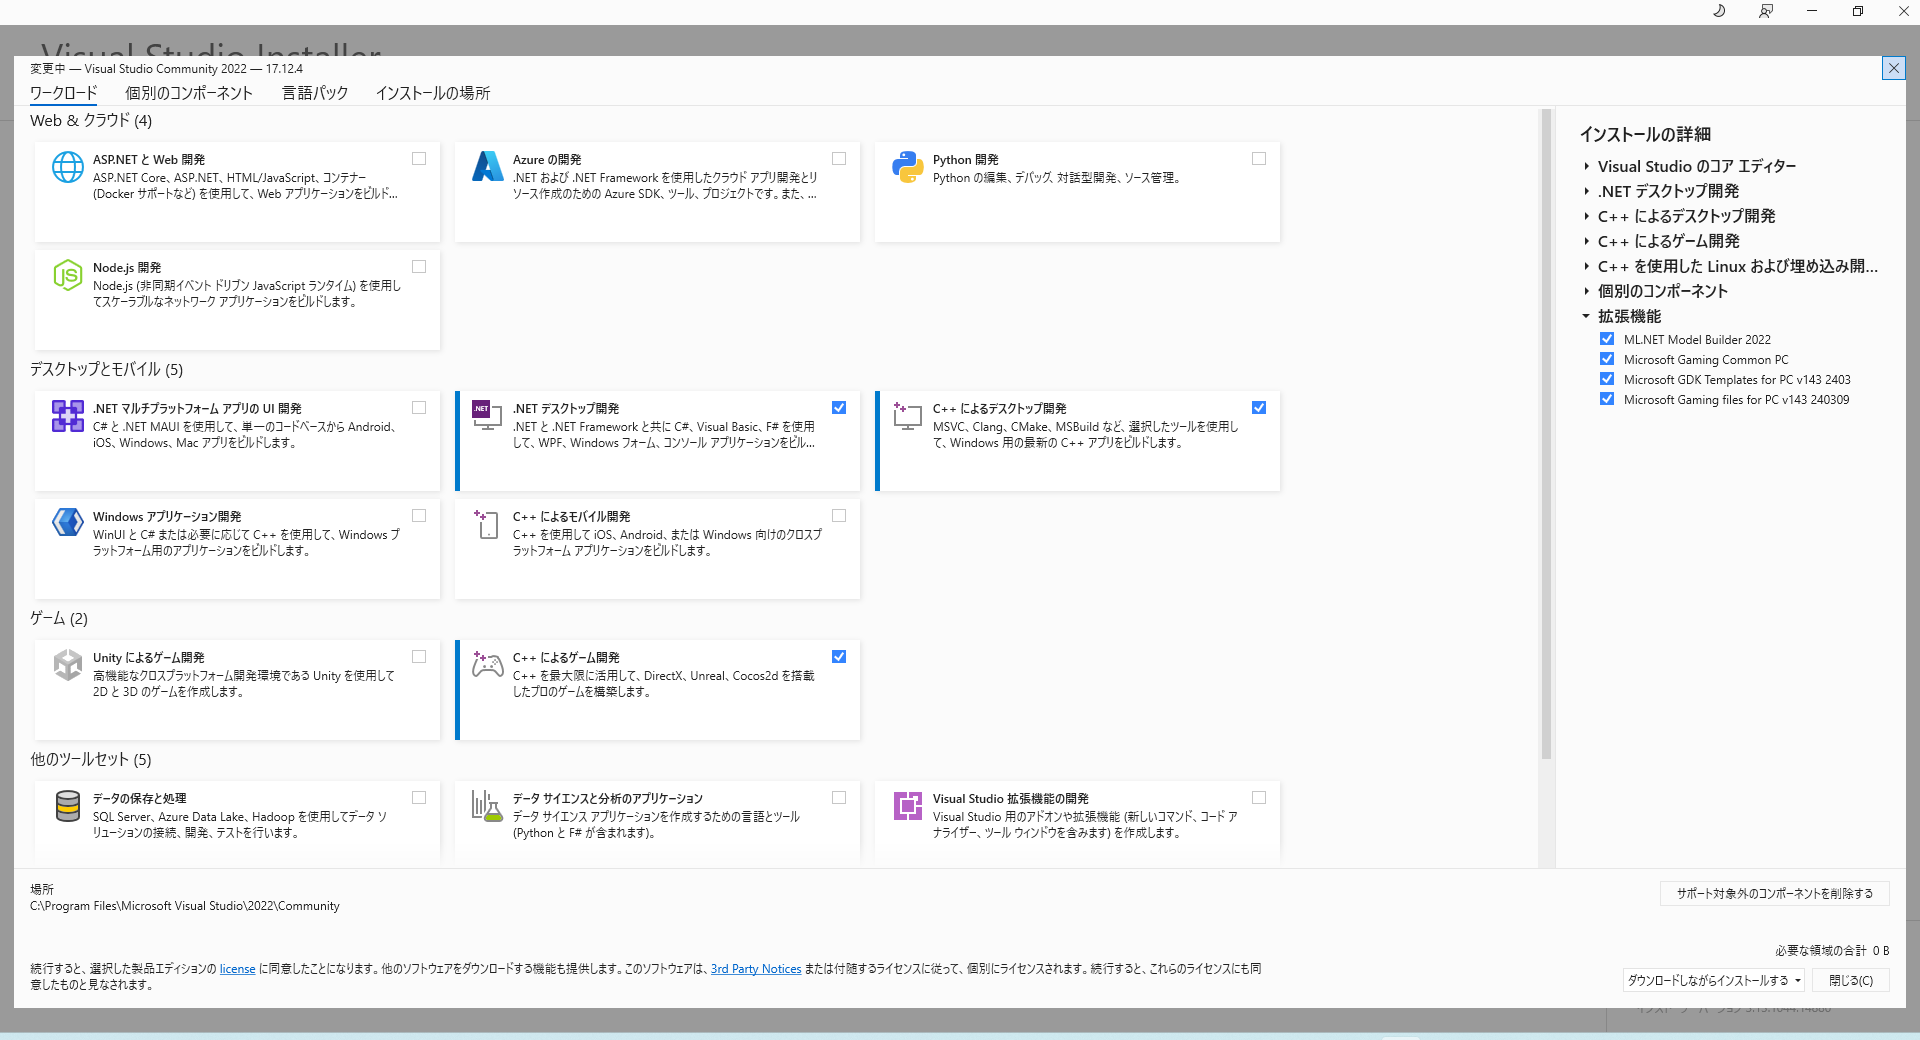 Visual Studio Installer
変更中 — Visual Studio Community 2022 — 17.12.4
ワークロード 個別のコンポーネント 言語パック インストールの場所
Web & クラウド (4)
ASP.NET と Web 開発
ASP.NET Core、ASP.NET、HTML/JavaScript、コンテナー
(Docker サポートなど) を使用して、Web アプリケーションをビルド...
Azure の開発
.NET および .NET Framework を使用したクラウド アプリ開発とリ
ソース作成のための Azure SDK、ツール、プロジェクトです。また、...
Python 開発
Python の編集、デバッグ、対話型開発、ソース管理。
Node.js 開発
Node.js (非同期イベント ドリブン JavaScript ランタイム) を使用し
てスケーラブルなネットワーク アプリケーションをビルドします。
デスクトップとモバイル (5)
.NET マルチプラットフォーム アプリの UI 開発
C# と .NET MAUI を使用して、単一のコードベースから Android、
iOS、Windows、Mac アプリをビルドします。
.NET デスクトップ開発
.NET と .NET Framework と共に C#、Visual Basic、F# を使用
して、WPF、Windows フォーム、コンソール アプリケーションをビル...
C++ によるデスクトップ開発
MSVC、Clang、CMake、MSBuild など、選択したツールを使用し
て、Windows 用の最新の C++ アプリをビルドします。
Windows アプリケーション開発
WinUI と C# または必要に応じて C++ を使用して、Windows プ
ラットフォーム用のアプリケーションをビルドします。
C++ によるモバイル開発
C++ を使用して iOS、Android、または Windows 向けのクロスプ
ラットフォーム アプリケーションをビルドします。
ゲーム (2)
Unity によるゲーム開発
高機能なクロスプラットフォーム開発環境である Unity を使用して
2D と 3D のゲームを作成します。
C++ によるゲーム開発
C++ を最大限に活用して、DirectX、Unreal、Cocos2d を搭載
したプロのゲームを構築します。
他のツールセット (5)
データの保存と処理
SQL Server、Azure Data Lake、Hadoop を使用してデータ ソ
リューションの接続、開発、テストを行います。
データ サイエンスと分析のアプリケーション
データ サイエンス アプリケーションを作成するための言語とツール
(Python と F# が含まれます)。
Visual Studio 拡張機能の開発
Visual Studio 用のアドオンや拡張機能 (新しいコマンド、コード ア
ナライザー、ツール ウィンドウを含みます) を作成します。
インストールの詳細
Visual Studio のコア エディター
.NET デスクトップ開発
C++ によるデスクトップ開発
C++ によるゲーム開発
C++ を使用した Linux および埋め込み開...
個別のコンポーネント
拡張機能
ML.NET Model Builder 2022
Microsoft Gaming Common PC
Microsoft GDK Templates for PC v143 2403
Microsoft Gaming files for PC v143 240309
場所
C:\Program Files\Microsoft Visual Studio\2022\Community
サポート対象外のコンポーネントを削除する
必要な領域の合計 0 B
続行すると、選択した製品エディションの license に同意したことになります。他のソフトウェアをダウンロードする機能も提供します。このソフトウェアは、3rd Party Notices または付随するライセンスに従って、個別にライセンスされます。続行すると、これらのライセンスにも同
意したものと見なされます。
ダウンロードしながらインストールする 閉じる(C)